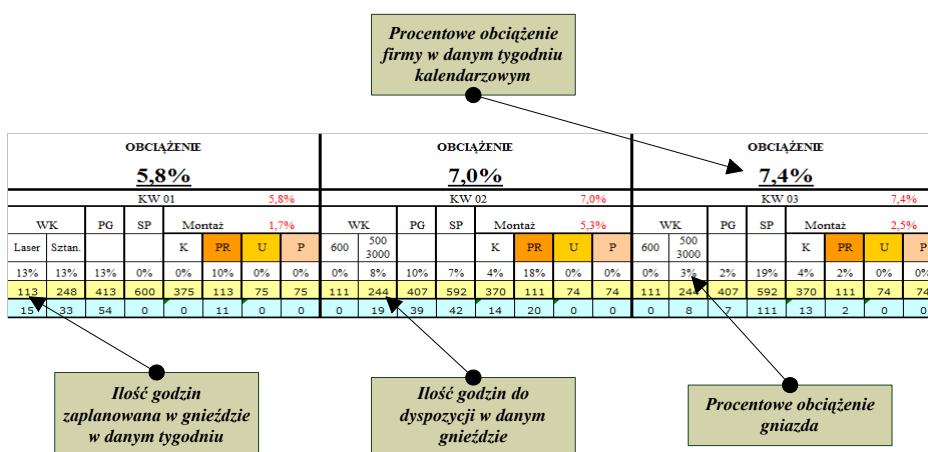 Procentowe obciążenie
firmy w danym tygodniu
kalendarzowym
OBCIĄŻENIE OBCIĄŻENIE OBCIĄŻENIE
5,8% 7,0% 7,4%
KW 01 5,8% KW 02 7,0% KW 03 7,4%
WK PG SP Montaż 1,7% WK PG SP Montaż 5,3% WK PG SP Montaż 2,5%
Laser Sztan. K PR U P 600 500 3000 K PR U P 600 500 3000 K PR U P
13% 13% 13% 0% 0% 10% 0% 0% 0% 8% 10% 7% 4% 18% 0% 0% 0% 3% 2% 19% 4% 2% 0% 0%
113 248 413 600 375 113 75 75 111 244 407 592 370 111 74 74 111 244 407 592 370 111 74 74
15 33 54 0 0 11 0 0 0 19 39 42 14 20 0 0 0 8 7 111 13 2 0 0
Ilość godzin
zaplanowana w gnieździe
w danym tygodniu
Ilość godzin do
dyspozycji w danym
gnieździe
Procentowe obciążenie
gniazda